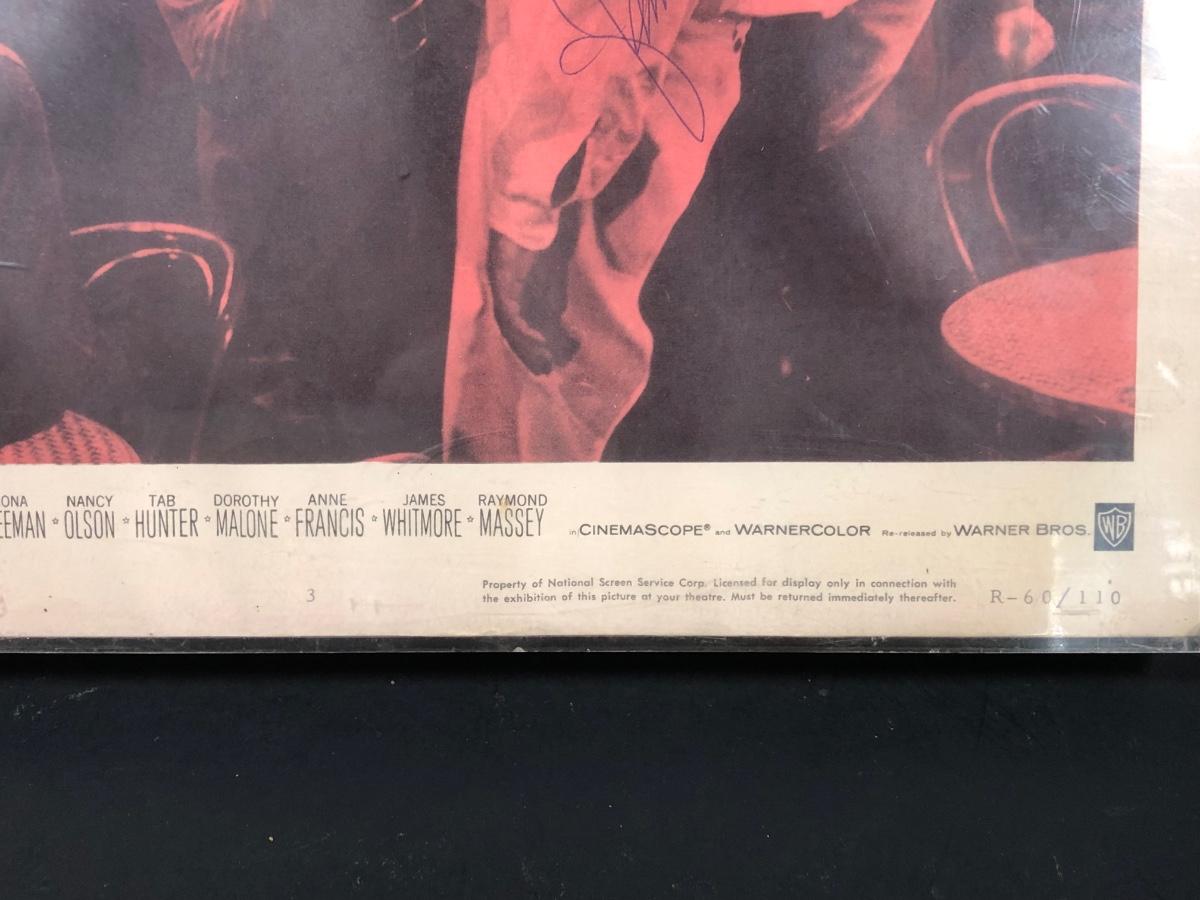 ONA NANCY TAB DOROTHY ANNE JAMES RAYMOND
EEMAN * OLSON * HUNTER * MALONE * FRANCIS * WHITMORE * MASSEY
in CINEMASCOPE® and WARNERCOLOR Re-released by WARNER BROS. WB
Property of National Screen Service Corp. Licensed for display only in connection with
the exhibition of this picture at your theatre. Must be returned immediately thereafter.
3
R-60/110